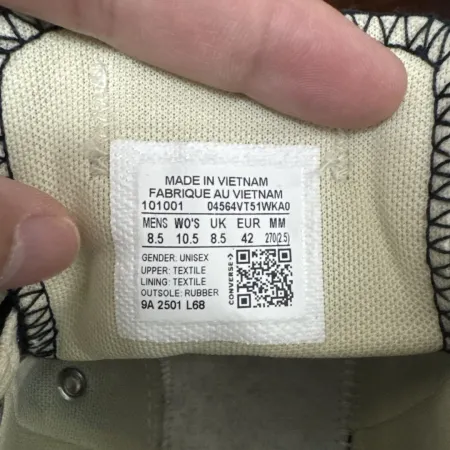 MADE IN VIETNAM
FABRIQUE AU VIETNAM
101001 04564VT51WKA0
MENS WO'S UK EUR MM
8.5 10.5 8.5 42 270(2.5)
GENDER: UNISEX
UPPER: TEXTILE
LINING: TEXTILE
OUTSOLE: RUBBER
9A 2501 L68
CONVERSE